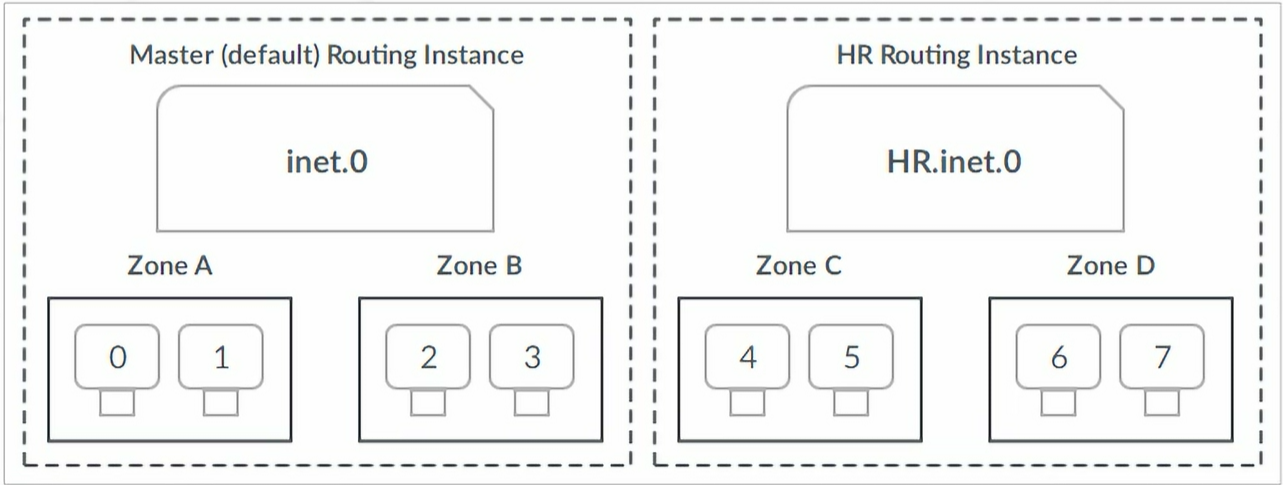 Master (default) Routing Instance
inet.0
Zone A
0 1
Zone B
2 3
HR Routing Instance
HR.inet.0
Zone C
4 5
Zone D
6 7